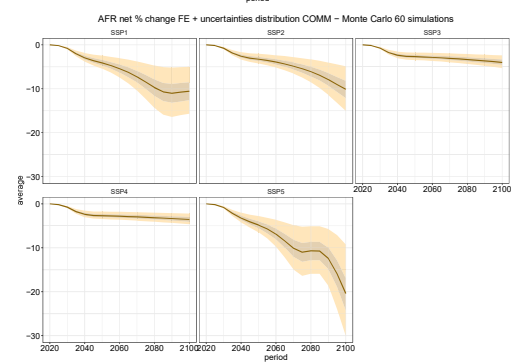 period
AFR net % change FE + uncertainties distribution COMM − Monte Carlo 60 simulations
SSP1 SSP2 SSP3
0
−10
−20
−30
2020 2040 2060 2080 2100
SSP4 SSP5
average
0
−10
−20
−30
2020 2040 2060 2080 2100 2020 2040 2060 2080 2100
period